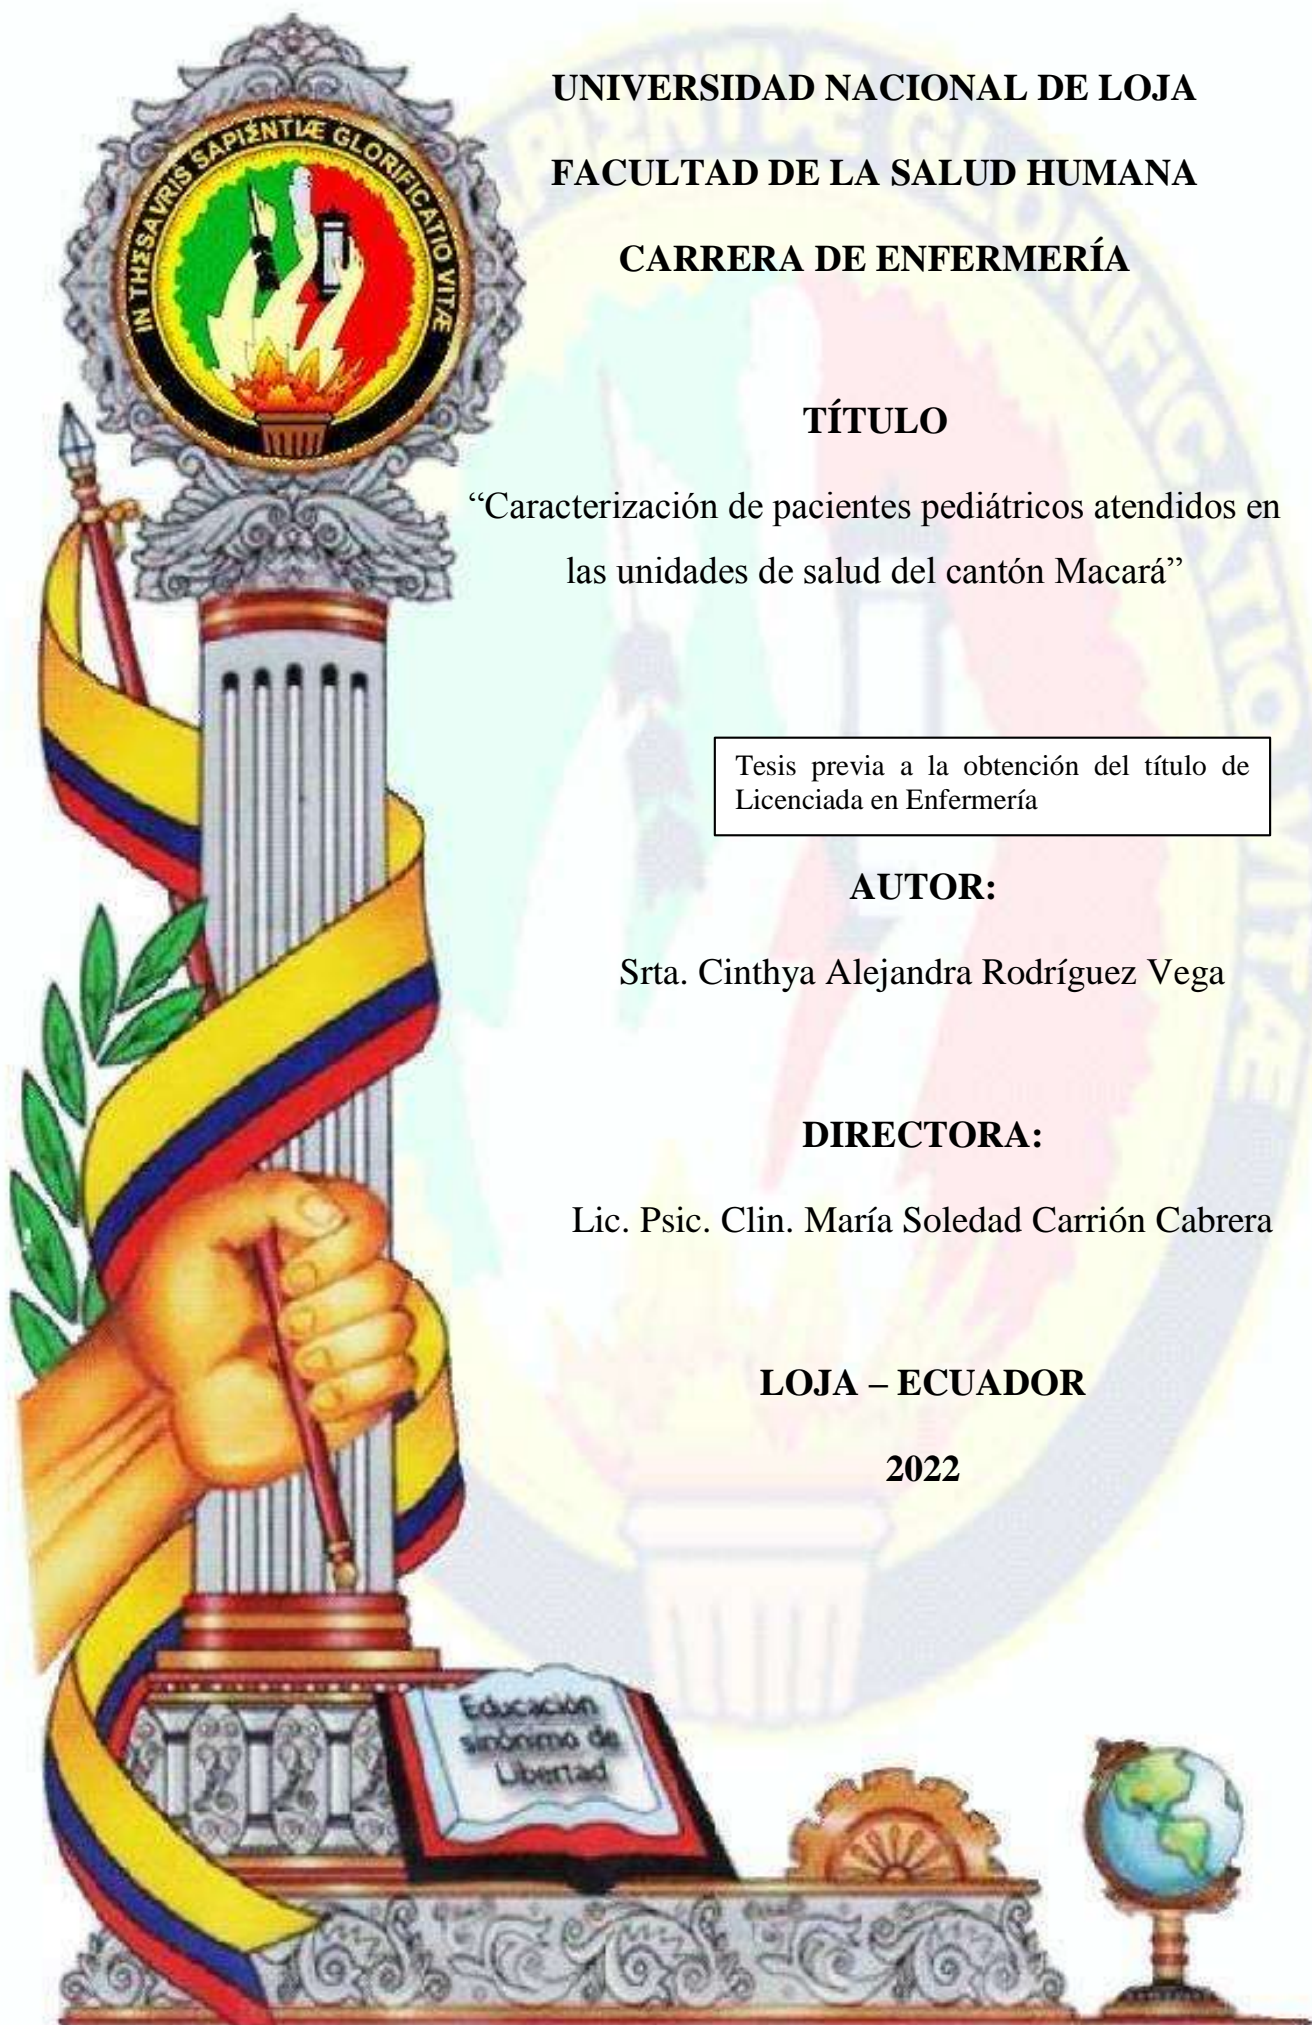 UNIVERSIDAD NACIONAL DE LOJA
FACULTAD DE LA SALUD HUMANA
CARRERA DE ENFERMERÍA
IN THESAVRIS SAPIENTIÆ GLORIFICATIO VITÆ
TÍTULO
“Caracterización de pacientes pediátricos atendidos en
las unidades de salud del cantón Macará”
Tesis previa a la obtención del título de
Licenciada en Enfermería
AUTOR:
Srta. Cinthya Alejandra Rodríguez Vega
DIRECTORA:
Lic. Psic. Clin. María Soledad Carrión Cabrera
LOJA – ECUADOR
2022
Educación
sinónimo de
Libertad